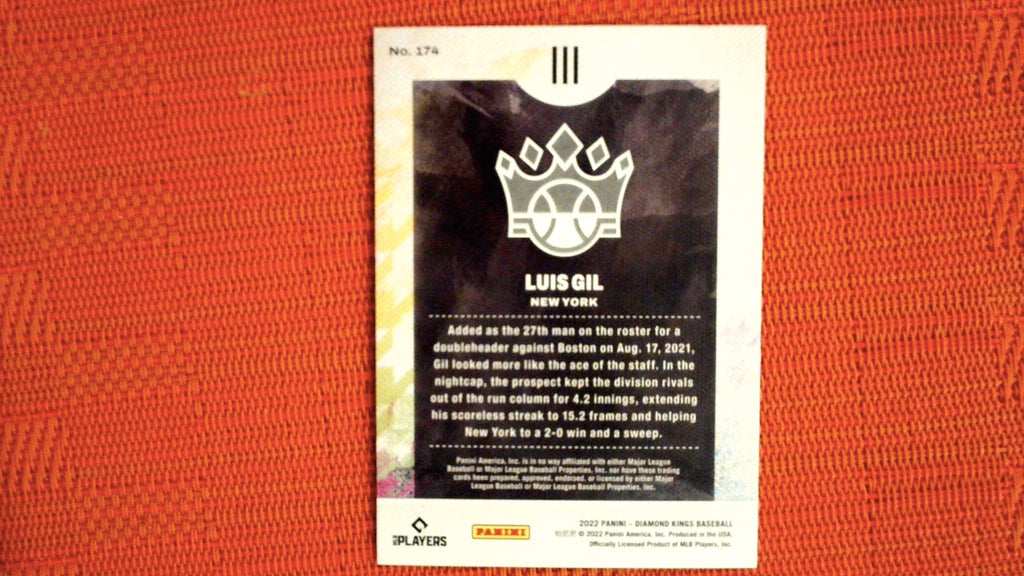 No. 174
III
LUIS GIL
NEW YORK
Added as the 27th man on the roster for a
doubleheader against Boston on Aug. 17, 2021,
Gil looked more like the ace of the staff. In the
nightcap, the prospect kept the division rivals
out of the run column for 4.2 innings, extending
his scoreless streak to 15.2 frames and helping
New York to a 2-0 win and a sweep.
Panini America, Inc. is in no way affiliated with either Major League
Baseball or Major League Baseball Properties, Inc. nor have these trading
cards been prepared, approved, endorsed, or licensed by either Major
League Baseball or Major League Baseball Properties, Inc.
PLAYERS
PANINI
2022 PANINI – DIAMOND KINGS BASEBALL
© 2022 Panini America, Inc. Produced in the USA.
Officially Licensed Product of MLB Players, Inc.